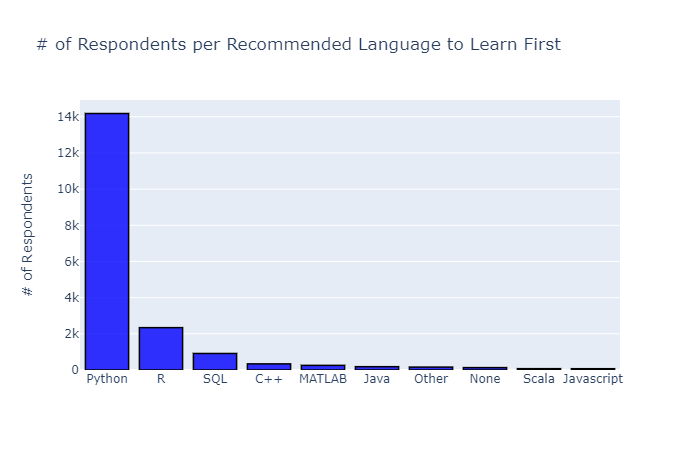 # of Respondents per Recommended Language to Learn First
# of Respondents
14k
12k
10k
8k
6k
4k
2k
0
Python R SQL C++ MATLAB Java Other None Scala Javascript